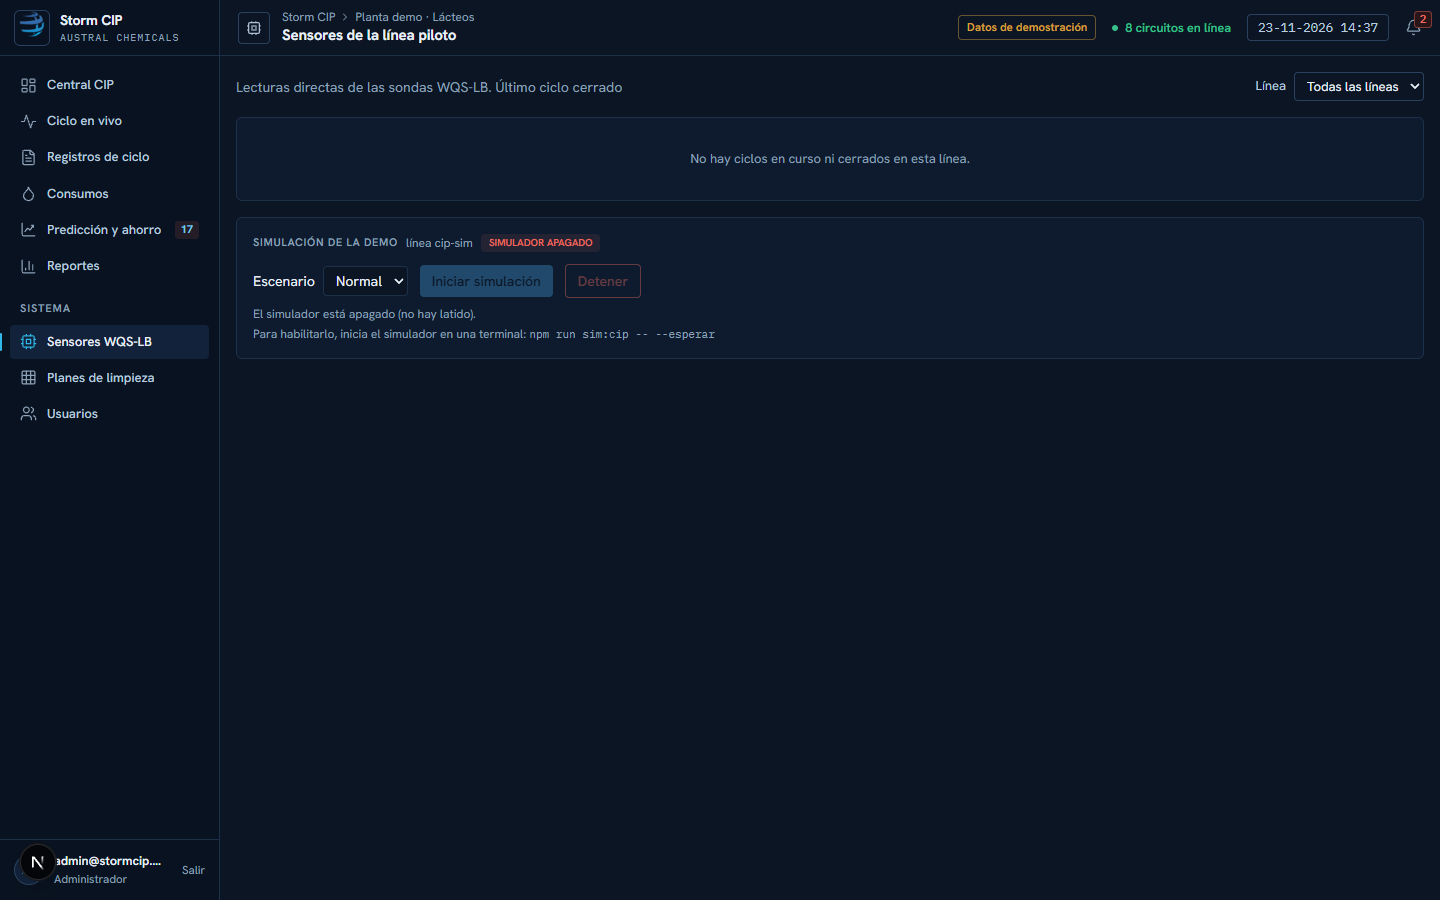 Storm CIP
AUSTRAL CHEMICALS
Central CIP
Ciclo en vivo
Registros de ciclo
Consumos
Predicción y ahorro 17
Reportes
SISTEMA
Sensores WQS-LB
Planes de limpieza
Usuarios
N
admin@stormcip....
Administrador
Salir
Storm CIP > Planta demo · Lácteos
Sensores de la línea piloto
Datos de demostración
8 circuitos en línea
23-11-2026 14:37
2
Lecturas directas de las sondas WQS-LB. Último ciclo cerrado
Línea Todas las líneas
No hay ciclos en curso ni cerrados en esta línea.
SIMULACIÓN DE LA DEMO línea cip-sim SIMULADOR APAGADO
Escenario Normal Iniciar simulación Detener
El simulador está apagado (no hay latido).
Para habilitarlo, inicia el simulador en una terminal: npm run sim:cip -- --esperar